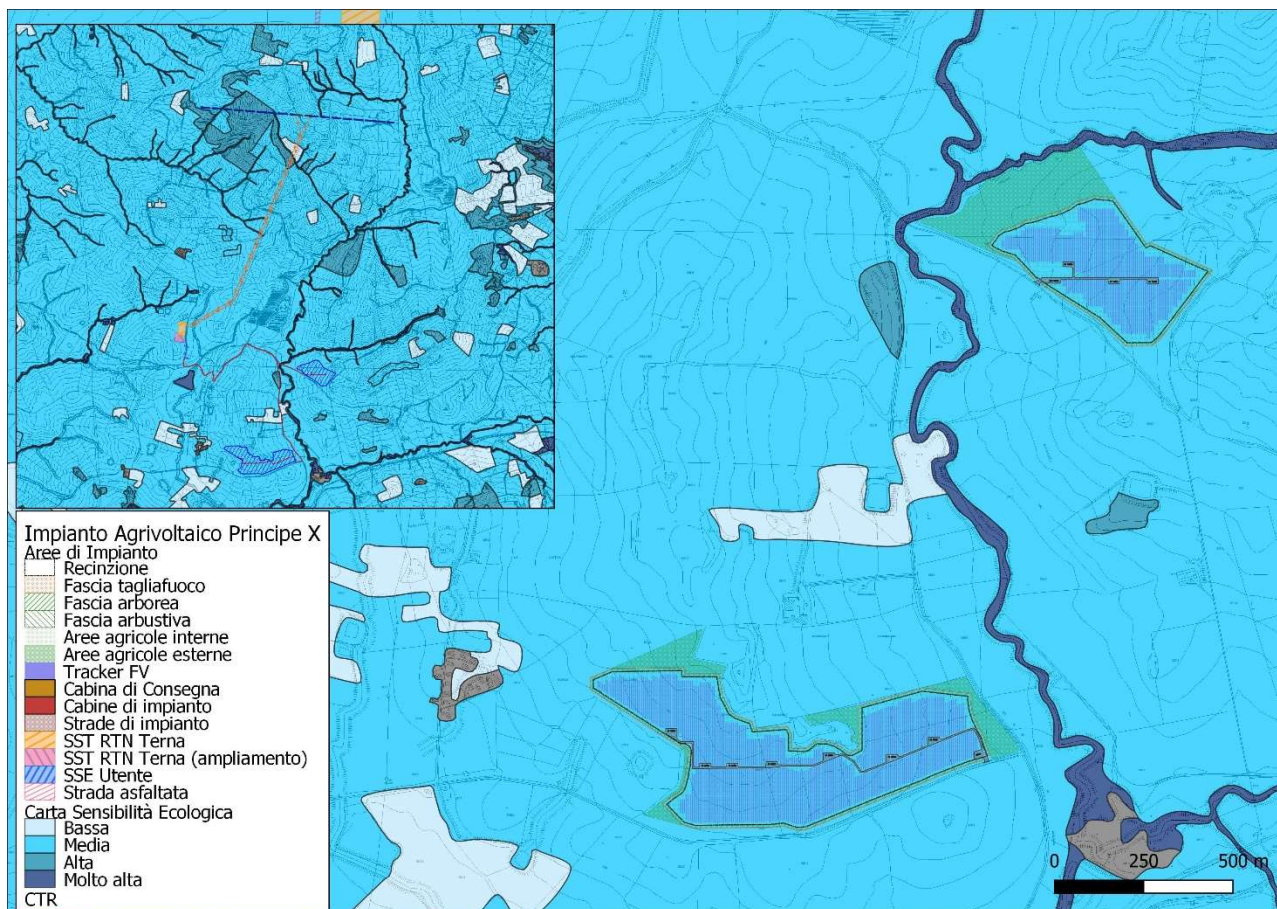 Impianto Agrivoltaico Principe X
Aree di Impianto
Recinzione
Fascia tagliafuoco
Fascia arborea
Fascia arbustiva
Aree agricole interne
Aree agricole esterne
Tracker FV
Cabina di Consegna
Cabine di impianto
Strade di impianto
SST RTN Terna
SST RTN Terna (ampliamento)
SSE Utente
Strada asfaltata
Carta Sensibilità Ecologica
Bassa
Media
Alta
Molto alta
CTR
0 250 500 m